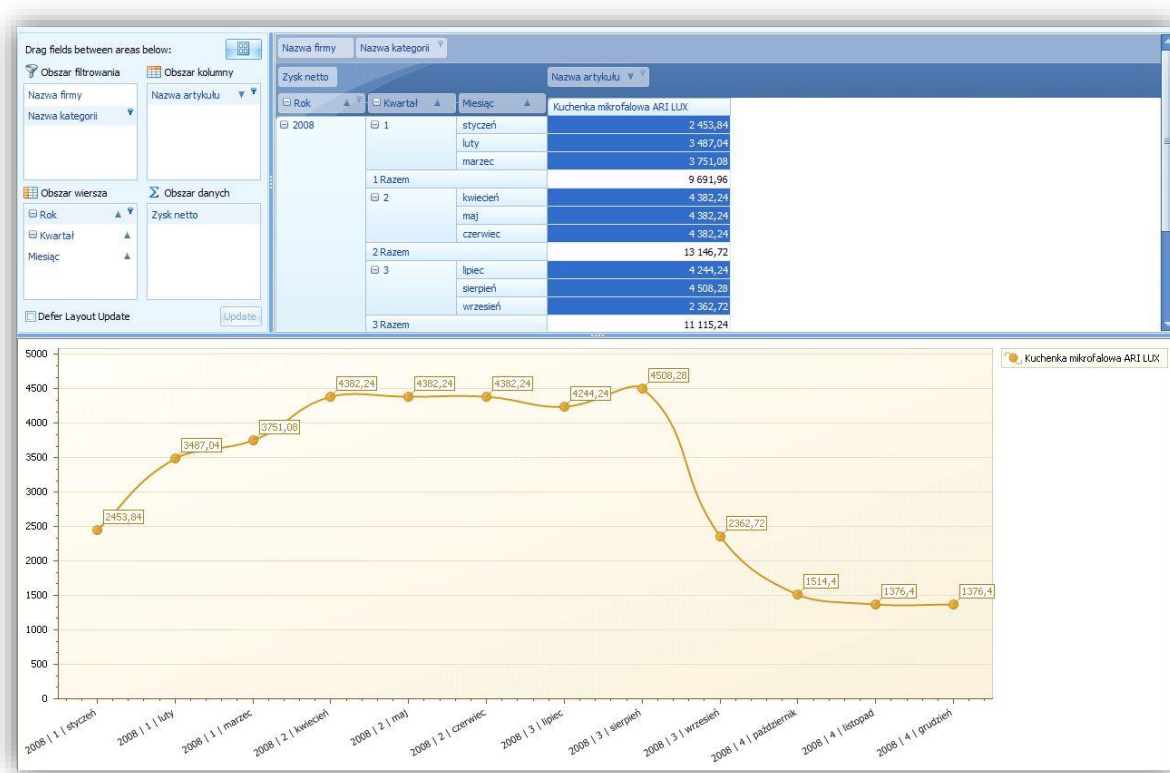 Drag fields between areas below:
Obszar filtrowania
Obszar kolumny
Nazwa firmy
Nazwa kategorii
Nazwa artykułu
Obszar wiersza
Obszar danych
Rok
Kwartał
Miesiąc
Zysk netto
Defer Layout Update
Update
Nazwa firmy Nazwa kategorii
Zysk netto Nazwa artykułu
Rok Kwartał Miesiąc Kuchenka mikrofalowa ARI LUX
2008 1 styczeń 2 453,84
luty 3 487,04
marzec 3 751,08
1 Razem 9 691,96
2 kwiecień 4 382,24
maj 4 382,24
czerwiec 4 382,24
2 Razem 13 146,72
3 lipiec 4 244,24
sierpień 4 508,28
wrzesień 2 362,72
3 Razem 11 115,24
5000
4500
4000
3500
3000
2500
2000
1500
1000
500
0
2453,84
3487,04
3751,08
4382,24
4382,24
4382,24
4244,24
4508,28
2362,72
1514,4
1376,4
1376,4
Kuchenka mikrofalowa ARI LUX
2008 | 1 | styczeń
2008 | 1 | luty
2008 | 1 | marzec
2008 | 2 | kwiecień
2008 | 2 | maj
2008 | 2 | czerwiec
2008 | 3 | lipiec
2008 | 3 | sierpień
2008 | 3 | wrzesień
2008 | 4 | październik
2008 | 4 | listopad
2008 | 4 | grudzień